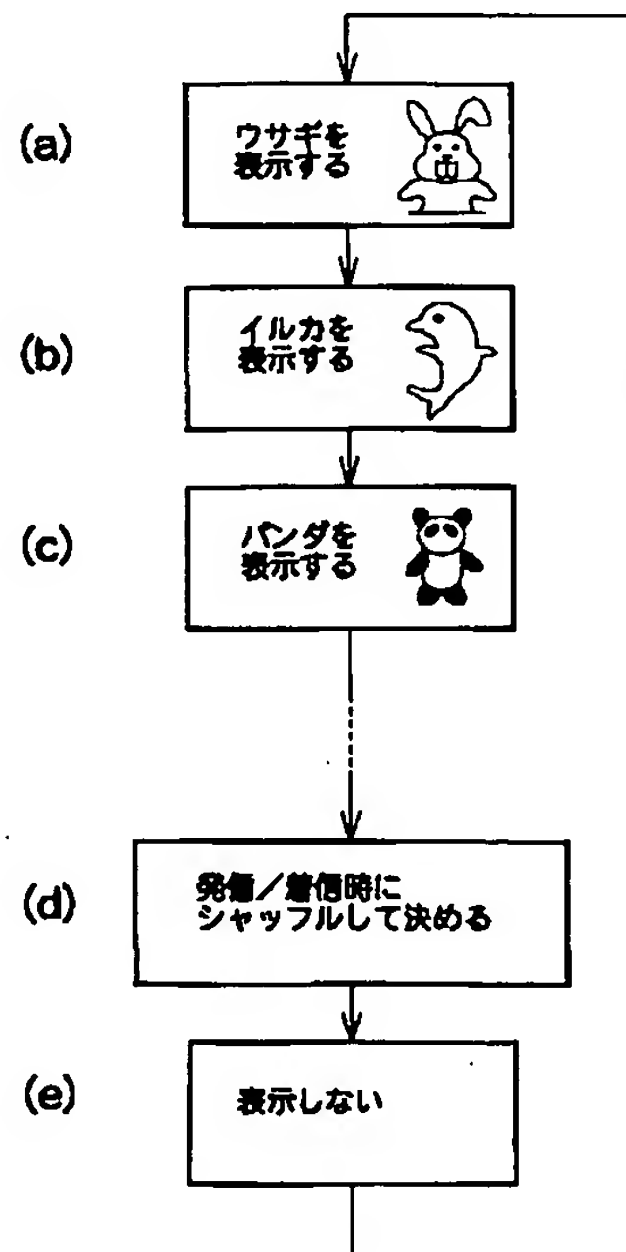 (a)
ウサギを
表示する
(b)
イルカを
表示する
(c)
パンダを
表示する
(d)
発信/着信時に
シャッフルして決める
(e)
表示しない